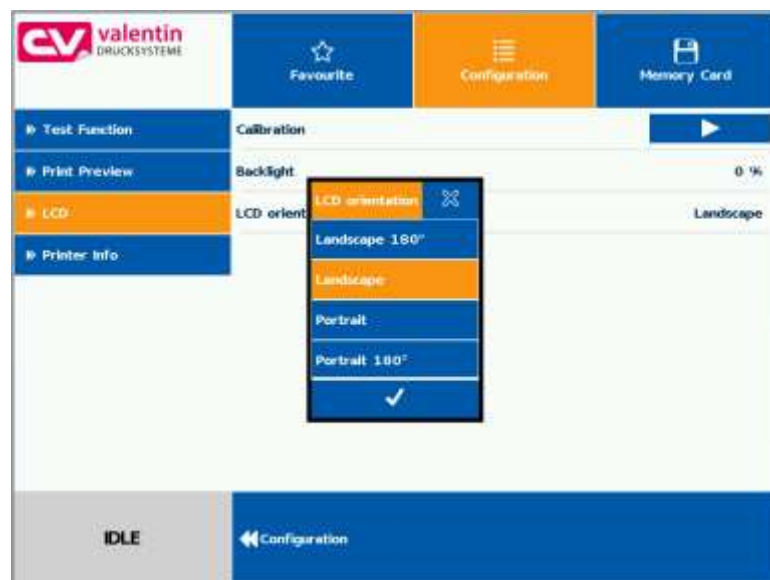 CV valentin
DRUCKSYSTEME
Favourite
Configuration
Memory Card
Test Function
Calibration
Print Preview
Backlight
0 %
LCD
LCD orient
Landscape
Printer Info
LCD orientation
Landscape 180°
Landscape
Portrait
Portrait 180°
IDLE
Configuration